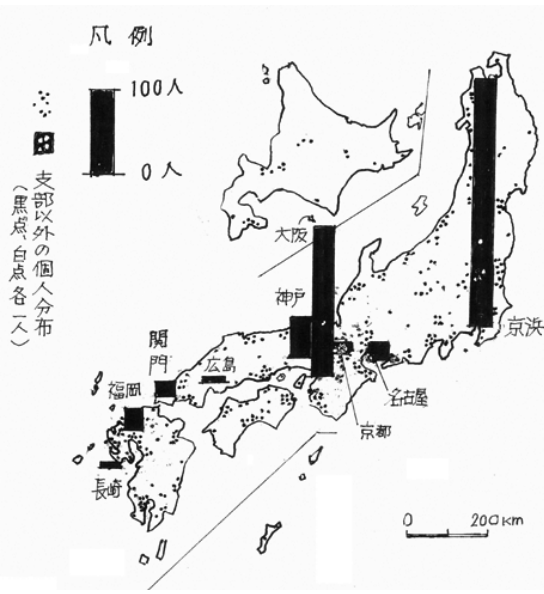 凡例
100人
0人
支部以外の個人分布
（黒点、白点各一人）
大阪
神戸
関門
広島
福岡
長崎
京浜
名古屋
京都
0 200KM